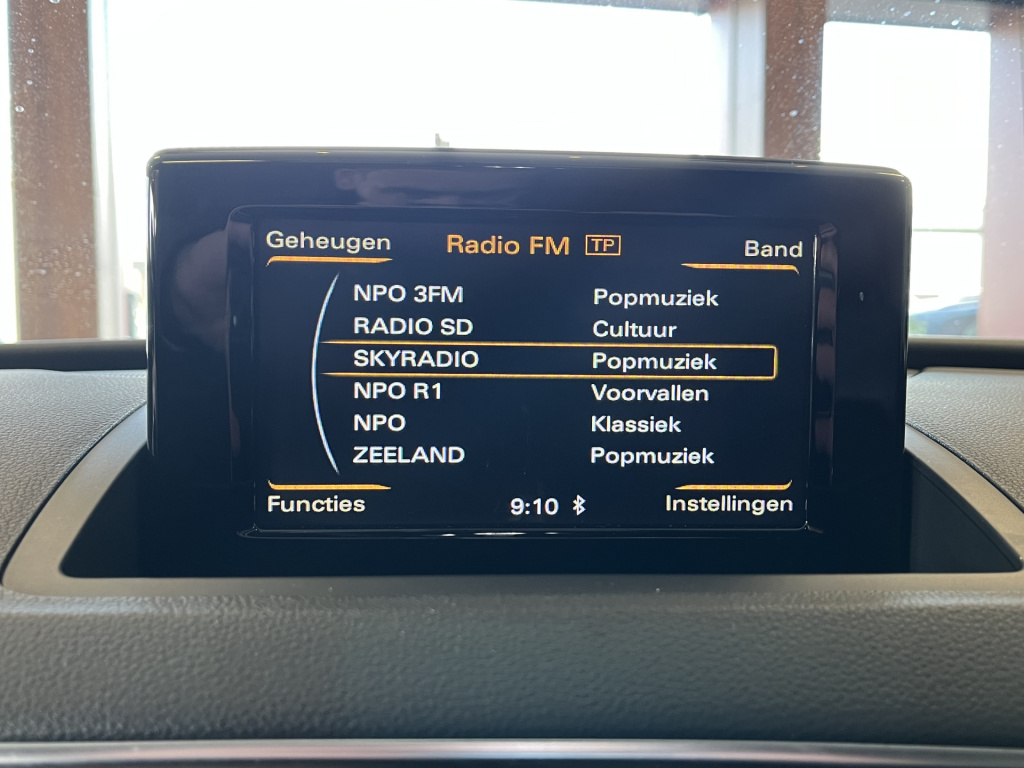 Geheugen Radio FM TP Band
NPO 3FM Popmuziek
RADIO SD Cultuur
SKYRADIO Popmuziek
NPO R1 Voorvallen
NPO Klassiek
ZEELAND Popmuziek
Functies 9:10 Instellingen